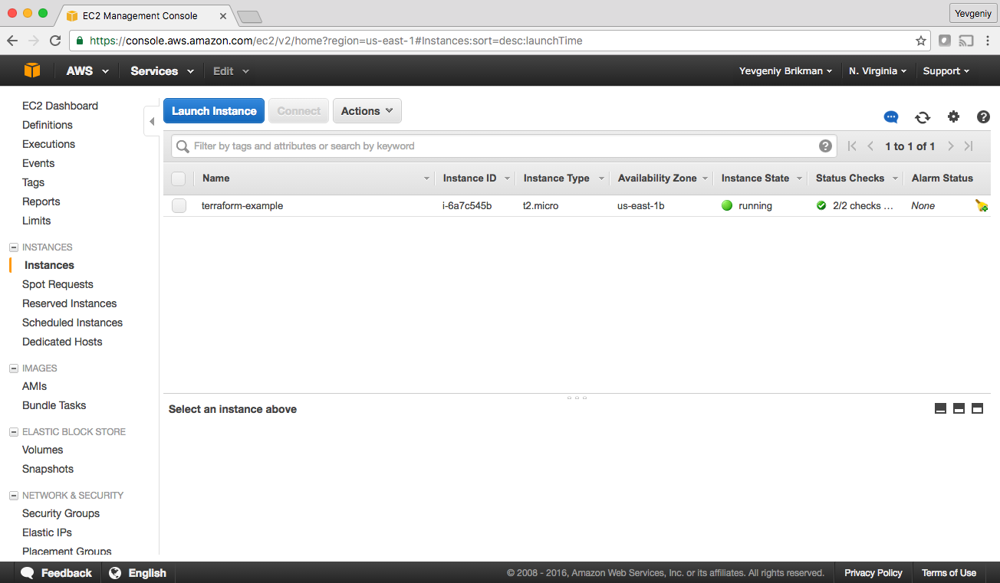 EC2 Management Console
Yevgeniy
https://console.aws.amazon.com/ec2/v2/home?region=us-east-1#Instances:sort=desc:launchTime
AWS Services Edit Yevgeniy Brikman N. Virginia Support
EC2 Dashboard
Definitions
Executions
Events
Tags
Reports
Limits
INSTANCES
Instances
Spot Requests
Reserved Instances
Scheduled Instances
Dedicated Hosts
IMAGES
AMIs
Bundle Tasks
ELASTIC BLOCK STORE
Volumes
Snapshots
NETWORK & SECURITY
Security Groups
Elastic IPs
Placement Groups
Launch Instance Connect Actions
Filter by tags and attributes or search by keyword 1 to 1 of 1
Name Instance ID Instance Type Availability Zone Instance State Status Checks Alarm Status
terraform-example i-6a7c545b t2.micro us-east-1b running 2/2 checks ... None
Select an instance above
Feedback English © 2008 - 2016, Amazon Web Services, Inc. or its affiliates. All rights reserved. Privacy Policy Terms of Use